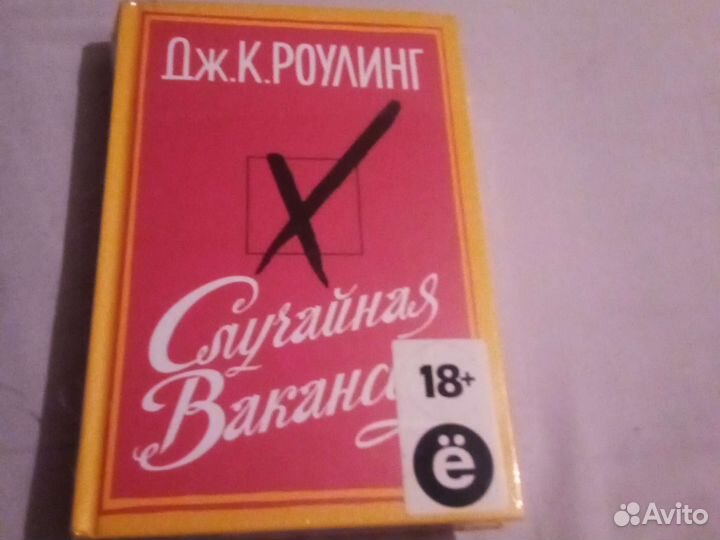 Дж.К.Роулинг
Случайная
18+
ё
Avito